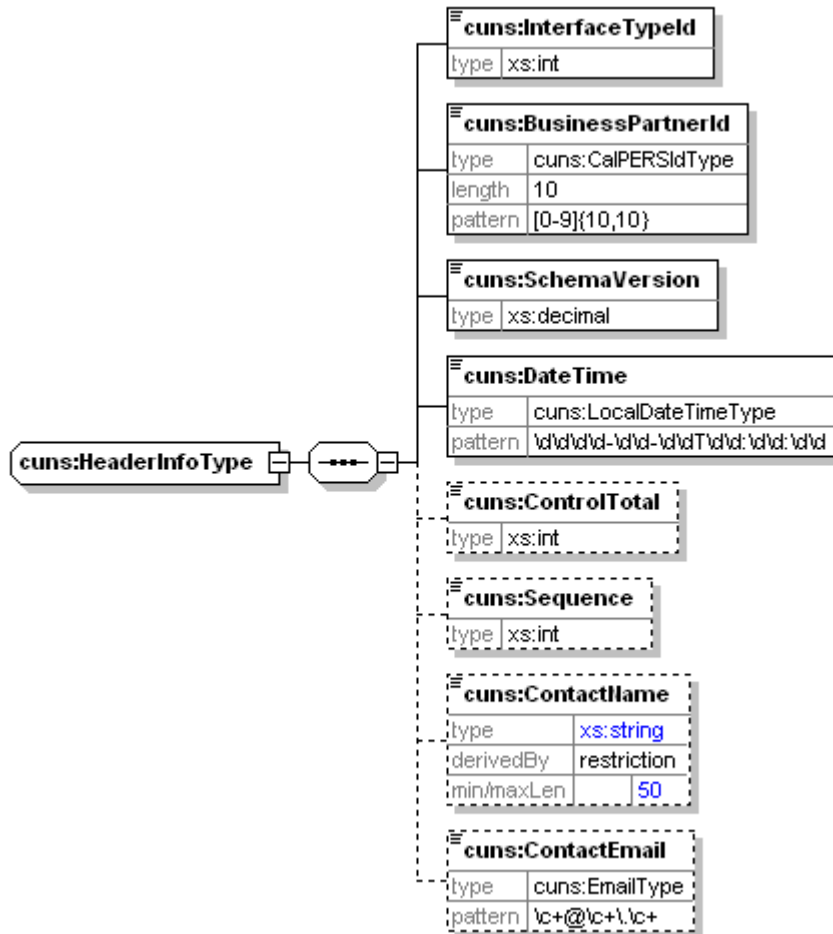 cuns:InterfaceTypeId
type xs:int
cuns:BusinessPartnerId
type cuns:CalPERSIdType
length 10
pattern [0-9]{10,10}
cuns:SchemaVersion
type xs:decimal
cuns:DateTime
type cuns:LocalDateTimeType
pattern \d\d\d\d-\d\d-\d\dT\d\d:\d\d:\d\d
cuns:HeaderInfoType
cuns:ControlTotal
type xs:int
cuns:Sequence
type xs:int
cuns:ContactName
type xs:string
derivedBy restriction
min/maxLen 50
cuns:ContactEmail
type cuns:EmailType
pattern \c+@\c+\.\c+